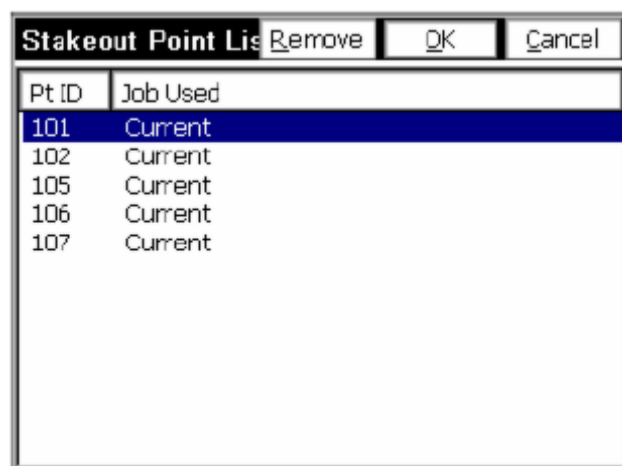 Stakeout Point Lis Remove OK Cancel
Pt ID Job Used
101 Current
102 Current
105 Current
106 Current
107 Current